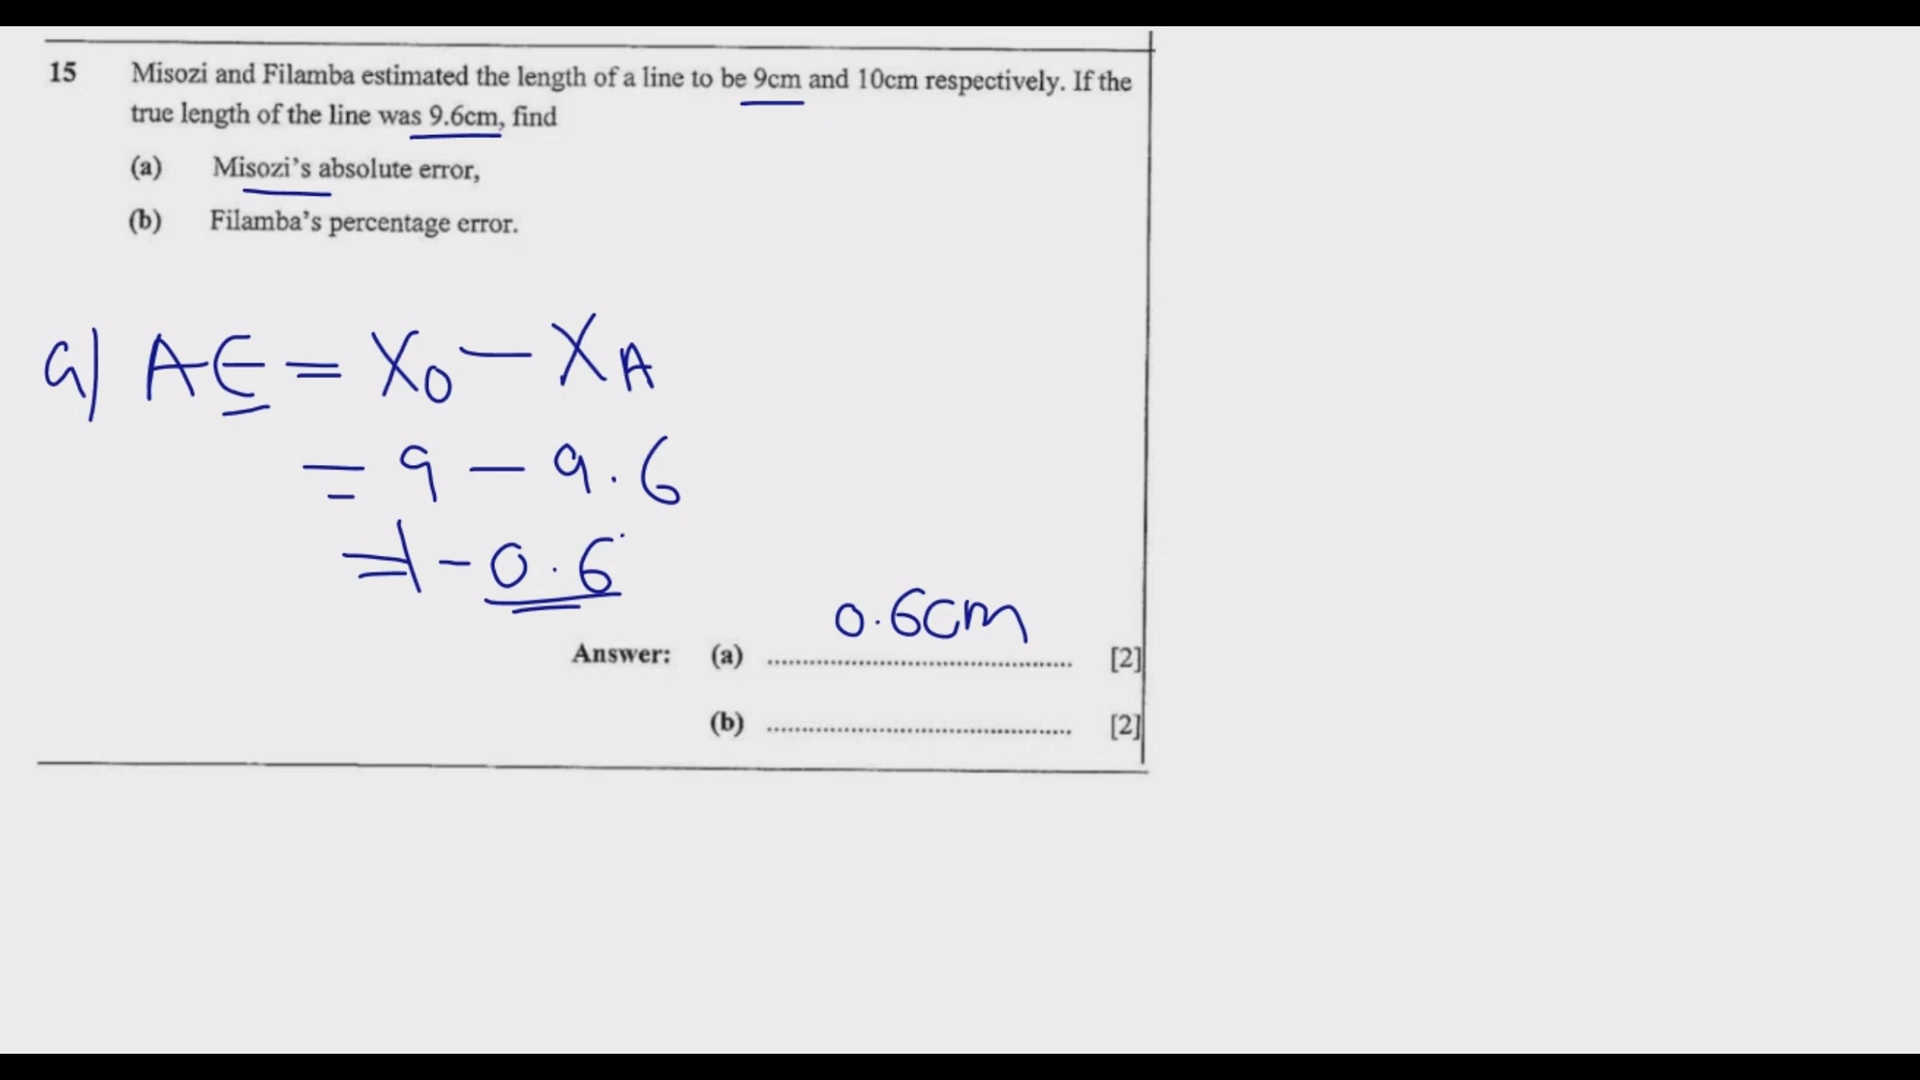 15 Misozi and Filamba estimated the length of a line to be 9cm and 10cm respectively. If the
true length of the line was 9.6cm, find
(a) Misozi's absolute error,
(b) Filamba's percentage error.
a) AE = X₀ - X_A
= 9 - 9.6
= - 0.6
0.6cm
Answer: (a) ............................................ [2]
(b) ............................................ [2]